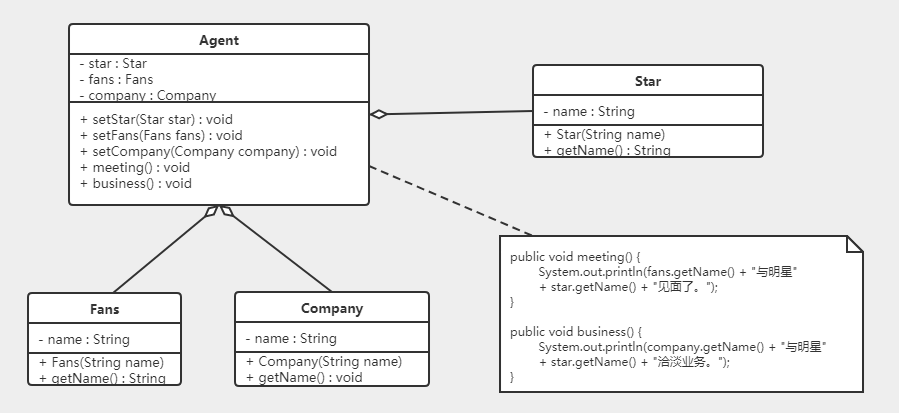 Agent
- star : Star
- fans : Fans
- company : Company
+ setStar(Star star) : void
+ setFans(Fans fans) : void
+ setCompany(Company company) : void
+ meeting() : void
+ business() : void
Star
- name : String
+ Star(String name)
+ getName() : String
Fans
- name : String
+ Fans(String name)
+ getName() : String
Company
- name : String
+ Company(String name)
+ getName() : void
public void meeting() {
System.out.println(fans.getName() + "与明星"
+ star.getName() + "见面了。");
}
public void business() {
System.out.println(company.getName() + "与明星"
+ star.getName() + "洽淡业务。");
}